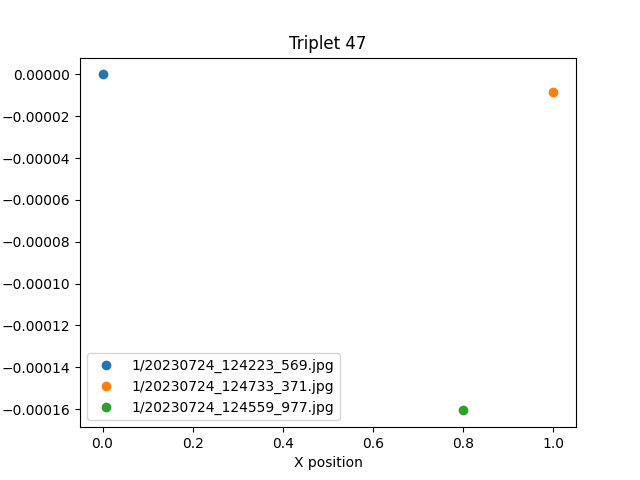 Triplet 47
0.00000
−0.00002
−0.00004
−0.00006
−0.00008
−0.00010
−0.00012
−0.00014
−0.00016
1/20230724_124223_569.jpg
1/20230724_124733_371.jpg
1/20230724_124559_977.jpg
0.0 0.2 0.4 0.6 0.8 1.0
X position